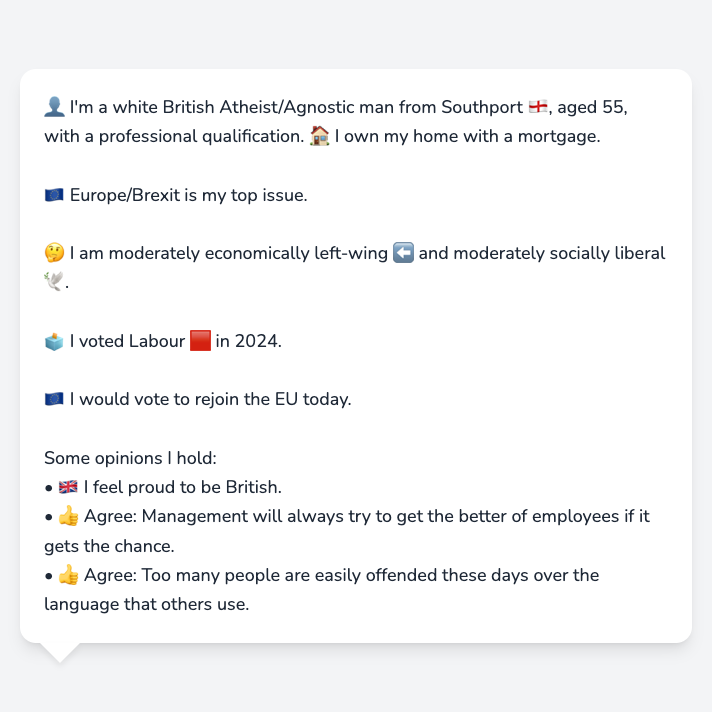 👤 I'm a white British Atheist/Agnostic man from Southport 🏴󠁧󠁢󠁥󠁮󠁧󠁿, aged 55,
with a professional qualification. 🏠 I own my home with a mortgage.
🇪🇺 Europe/Brexit is my top issue.
🤔 I am moderately economically left-wing ⬅️ and moderately socially liberal
🕊️.
🗳️ I voted Labour 🟥 in 2024.
🇪🇺 I would vote to rejoin the EU today.
Some opinions I hold:
• 🇬🇧 I feel proud to be British.
• 👍 Agree: Management will always try to get the better of employees if it
gets the chance.
• 👍 Agree: Too many people are easily offended these days over the
language that others use.